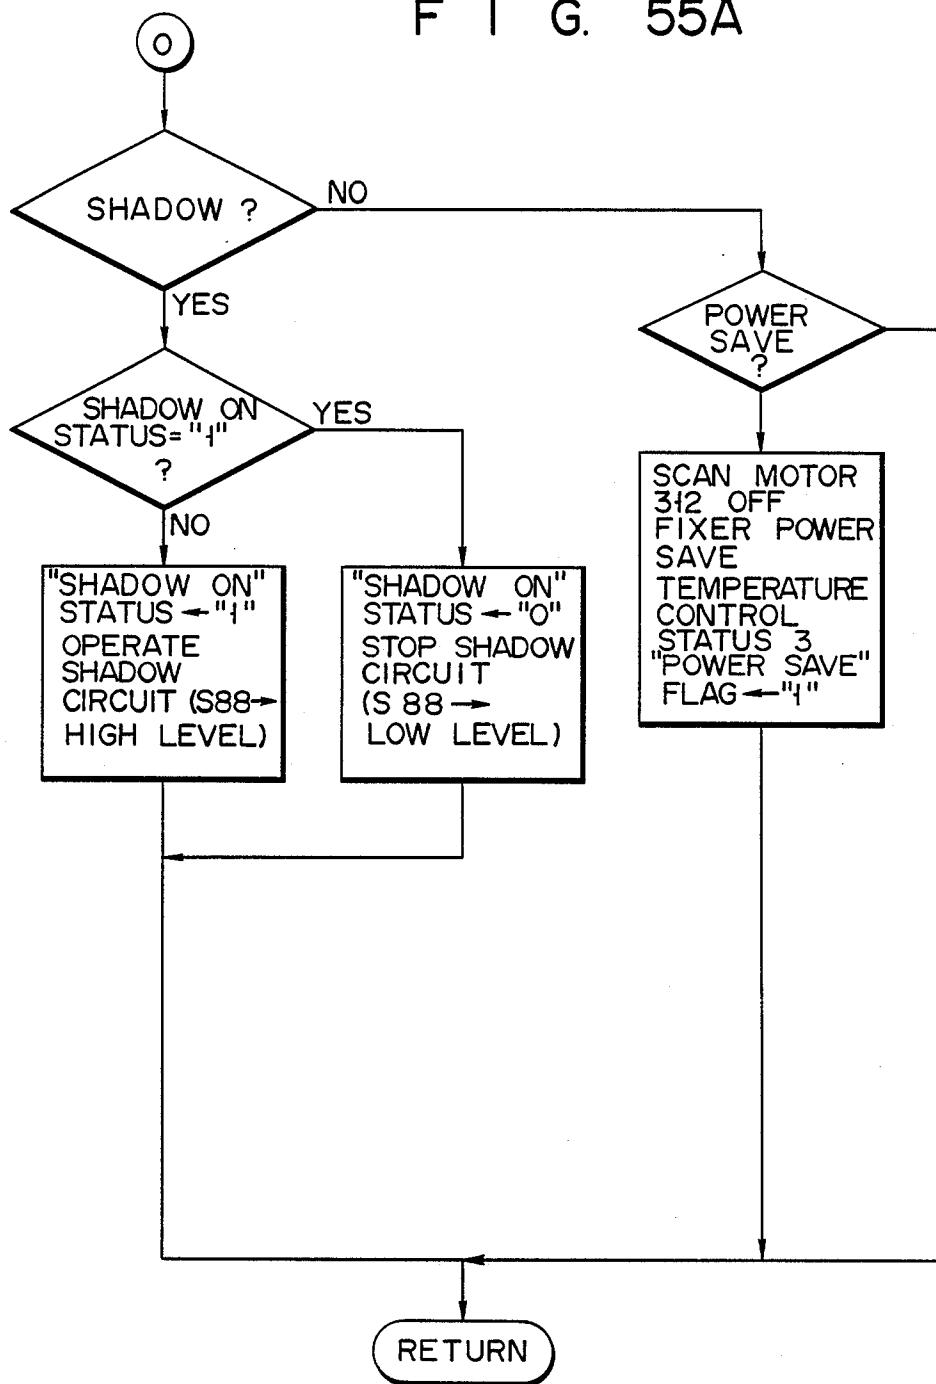 F I G. 55A
O
SHADOW ?
NO
YES
POWER
SAVE
?
SHADOW ON
STATUS="1"
?
YES
NO
"SHADOW ON"
STATUS ← "1"
OPERATE
SHADOW
CIRCUIT (S88→
HIGH LEVEL)
"SHADOW ON"
STATUS ← "0"
STOP SHADOW
CIRCUIT
(S 88 →
LOW LEVEL)
SCAN MOTOR
312 OFF
FIXER POWER
SAVE
TEMPERATURE
CONTROL
STATUS 3
"POWER SAVE"
FLAG ← "1"
RETURN